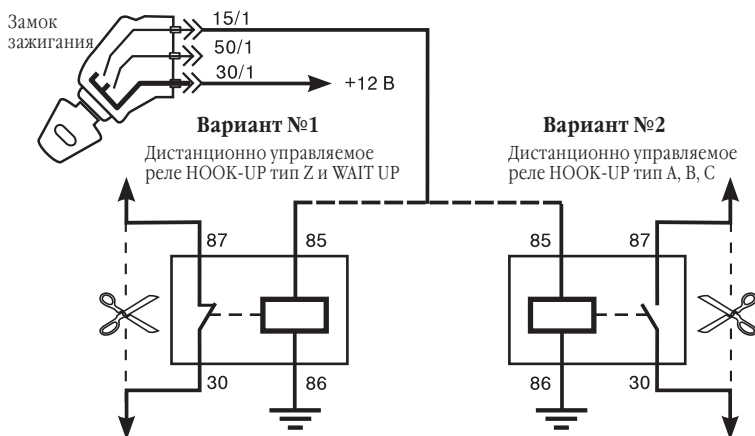 Замок
зажигания
15/1
50/1
30/1
+12 В
Вариант №1
Дистанционно управляемое
реле HOOK-UP тип Z и WAIT UP
Вариант №2
Дистанционно управляемое
реле HOOK-UP тип А, В, С
87
85
30
86
85
87
86
30